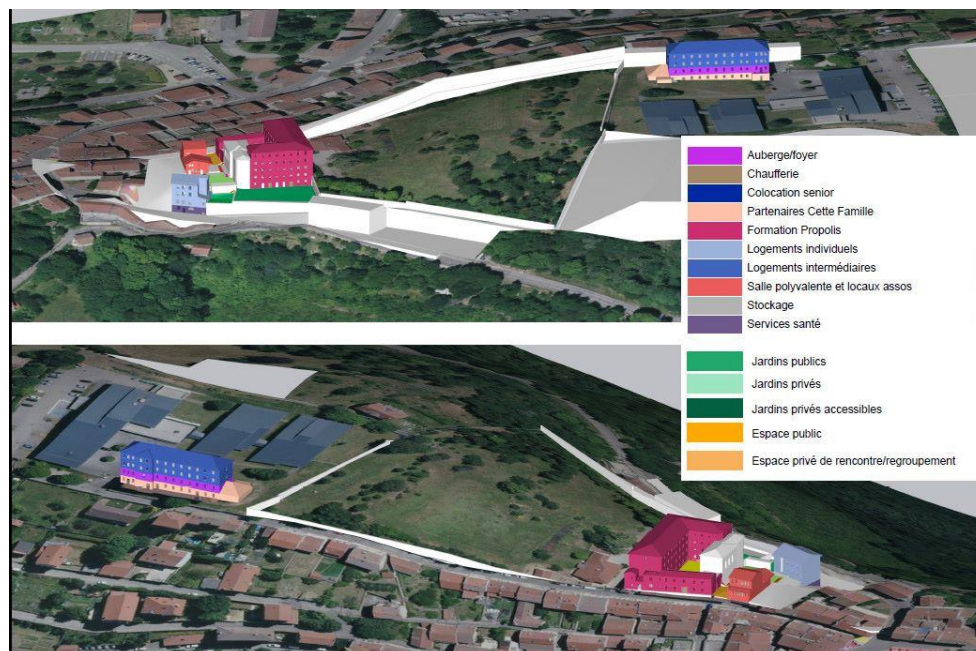 Auberge/foyer
Chaufferie
Colocation senior
Partenaires Cette Famille
Formation Propolis
Logements individuels
Logements intermédiaires
Salle polyvalente et locaux assos
Stockage
Services santé
Jardins publics
Jardins privés
Jardins privés accessibles
Espace public
Espace privé de rencontre/regroupement